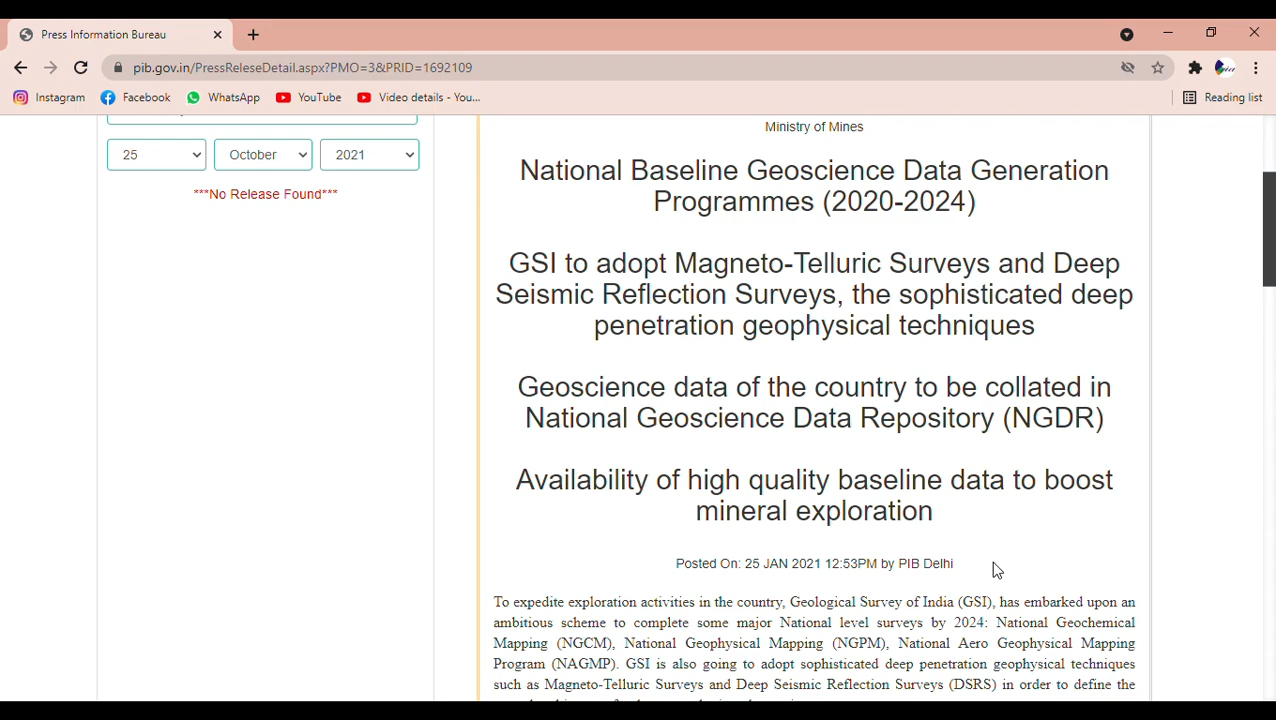 Press Information Bureau
pib.gov.in/PressReleseDetail.aspx?PMO=3&PRID=1692109
Instagram
Facebook
WhatsApp
YouTube
Video details - You...
Reading list
25
October
2021
***No Release Found***
Ministry of Mines
National Baseline Geoscience Data Generation
Programmes (2020-2024)
GSI to adopt Magneto-Telluric Surveys and Deep
Seismic Reflection Surveys, the sophisticated deep
penetration geophysical techniques
Geoscience data of the country to be collated in
National Geoscience Data Repository (NGDR)
Availability of high quality baseline data to boost
mineral exploration
Posted On: 25 JAN 2021 12:53PM by PIB Delhi
To expedite exploration activities in the country, Geological Survey of India (GSI), has embarked upon an
ambitious scheme to complete some major National level surveys by 2024: National Geochemical
Mapping (NGCM), National Geophysical Mapping (NGPM), National Aero Geophysical Mapping
Program (NAGMP). GSI is also going to adopt sophisticated deep penetration geophysical techniques
such as Magneto-Telluric Surveys and Deep Seismic Reflection Surveys (DSRS) in order to define the